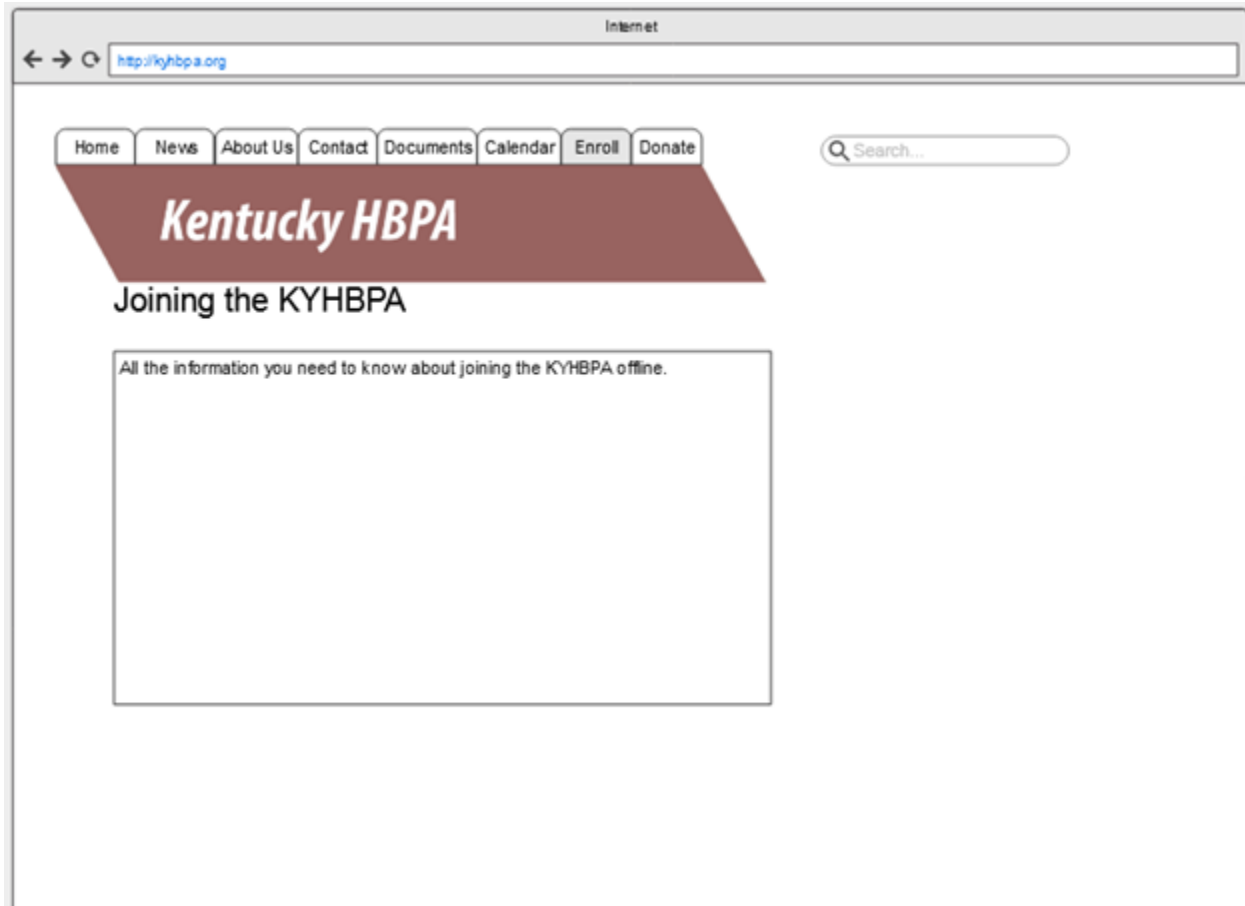 Internet
http://kyhbpa.org
Home News About Us Contact Documents Calendar Enroll Donate Search...
Kentucky HBPA
Joining the KYHBPA
All the information you need to know about joining the KYHBPA offline.